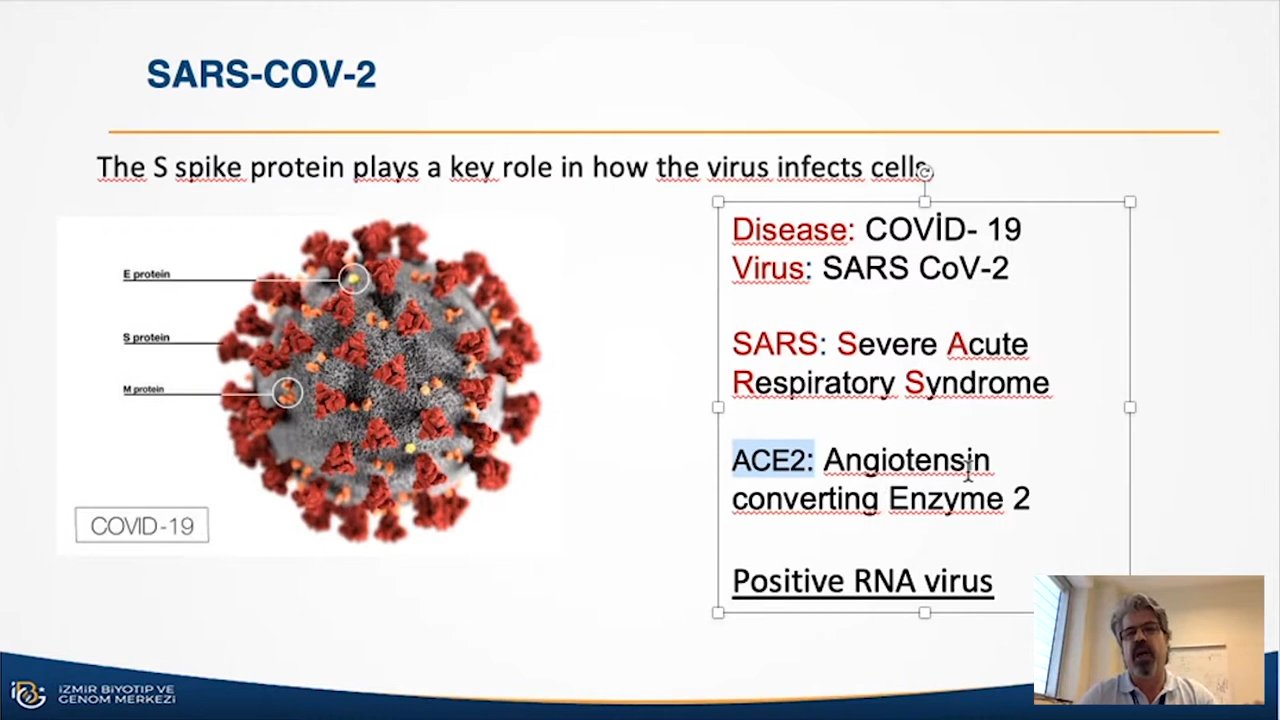 SARS-COV-2
The S spike protein plays a key role in how the virus infects cells
E protein
S protein
M protein
COVID-19
Disease: COVİD- 19
Virus: SARS CoV-2
SARS: Severe Acute
Respiratory Syndrome
ACE2: Angiotensin
converting Enzyme 2
Positive RNA virus
İZMİR BİYOTIP VE
GENOM MERKEZİ